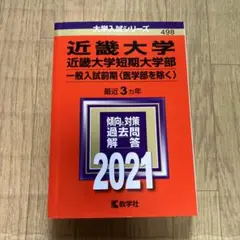 大学入試シリーズ
498
近畿大学
近畿大学短期大学部
一般入試前期〈医学部を除く〉
最近3カ年
傾向と対策
過去問
解答
2021
教学社